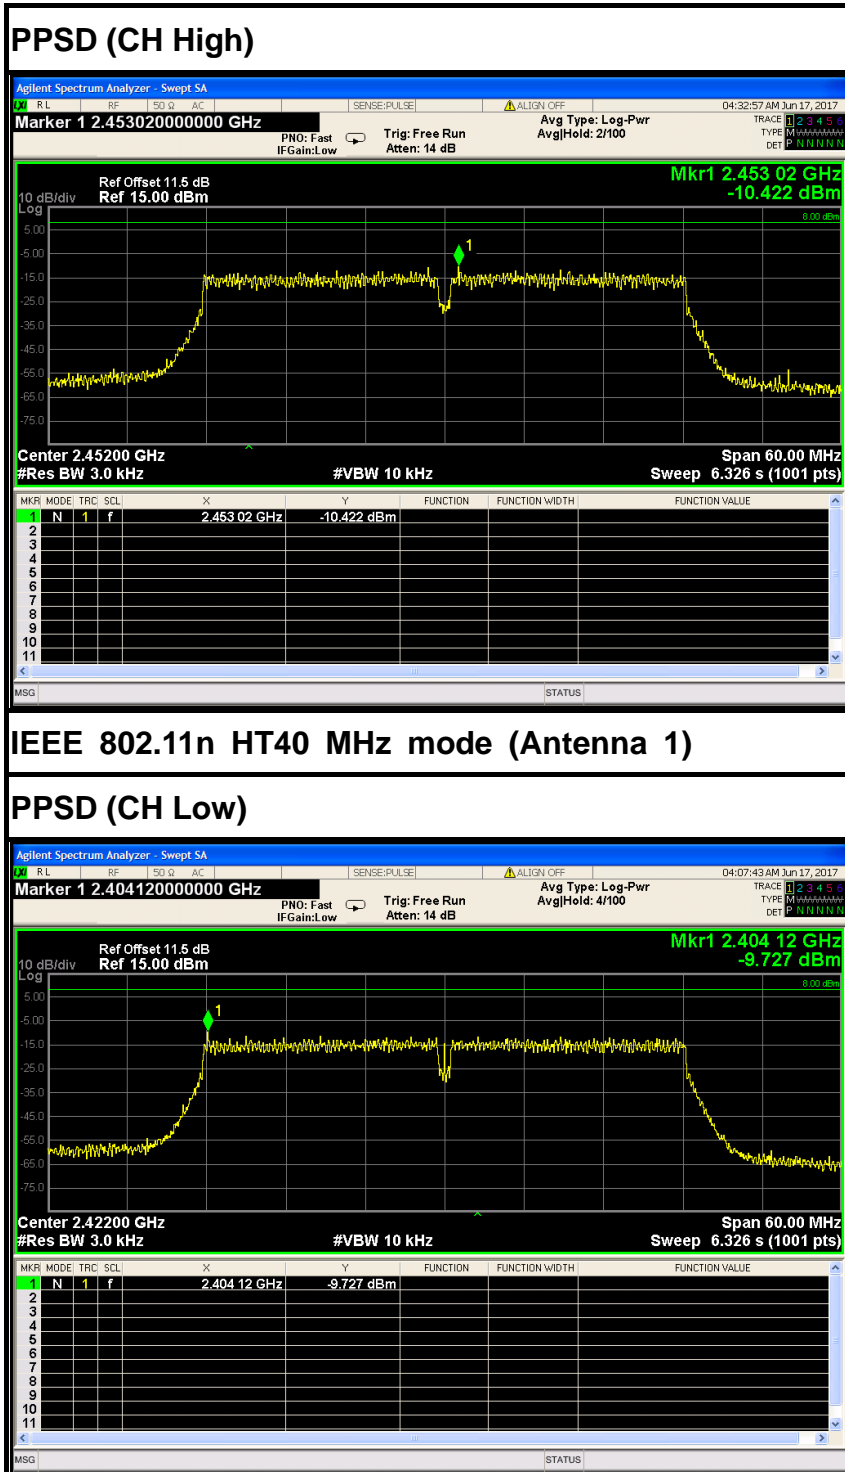 PPSD (CH High)
Agilent Spectrum Analyzer - Swept SA
LXI RL RF 50 Ω AC SENSE:PULSE ALIGN OFF 04:32:57 AM Jun 17, 2017
Marker 1 2.453020000000 GHz
PNO: Fast
IFGain:Low
Trig: Free Run
Atten: 14 dB
Avg Type: Log-Pwr
Avg|Hold: 2/100
TRACE 1 2 3 4 5 6
TYPE M
DET P N N N N N
Ref Offset 11.5 dB
10 dB/div Ref 15.00 dBm
Mkr1 2.453 02 GHz
-10.422 dBm
Log
8.00 dBm
5.00
-5.00
1
-15.0
-25.0
-35.0
-45.0
-55.0
-65.0
-75.0
Center 2.45200 GHz Span 60.00 MHz
#Res BW 3.0 kHz #VBW 10 kHz Sweep 6.326 s (1001 pts)
MKR MODE TRC SCL X Y FUNCTION FUNCTION WIDTH FUNCTION VALUE
1 N 1 f 2.453 02 GHz -10.422 dBm
2
3
4
5
6
7
8
9
10
11
MSG STATUS
IEEE 802.11n HT40 MHz mode (Antenna 1)
PPSD (CH Low)
Agilent Spectrum Analyzer - Swept SA
LXI RL RF 50 Ω AC SENSE:PULSE ALIGN OFF 04:07:43 AM Jun 17, 2017
Marker 1 2.404120000000 GHz
PNO: Fast
IFGain:Low
Trig: Free Run
Atten: 14 dB
Avg Type: Log-Pwr
Avg|Hold: 4/100
TRACE 1 2 3 4 5 6
TYPE M
DET P N N N N N
Ref Offset 11.5 dB
10 dB/div Ref 15.00 dBm
Mkr1 2.404 12 GHz
-9.727 dBm
Log
8.00 dBm
5.00
1
-5.00
-15.0
-25.0
-35.0
-45.0
-55.0
-65.0
-75.0
Center 2.42200 GHz Span 60.00 MHz
#Res BW 3.0 kHz #VBW 10 kHz Sweep 6.326 s (1001 pts)
MKR MODE TRC SCL X Y FUNCTION FUNCTION WIDTH FUNCTION VALUE
1 N 1 f 2.404 12 GHz -9.727 dBm
2
3
4
5
6
7
8
9
10
11
MSG STATUS